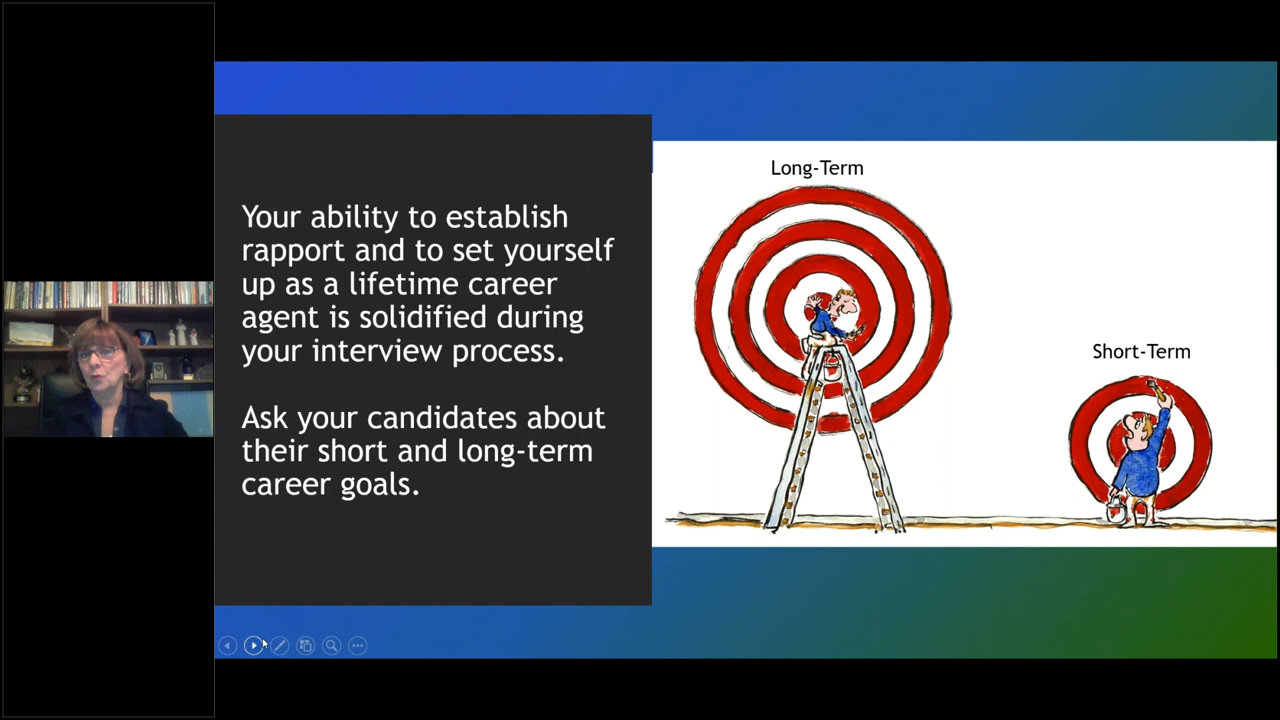 Your ability to establish
rapport and to set yourself
up as a lifetime career
agent is solidified during
your interview process.
Ask your candidates about
their short and long-term
career goals.
Long-Term
Short-Term